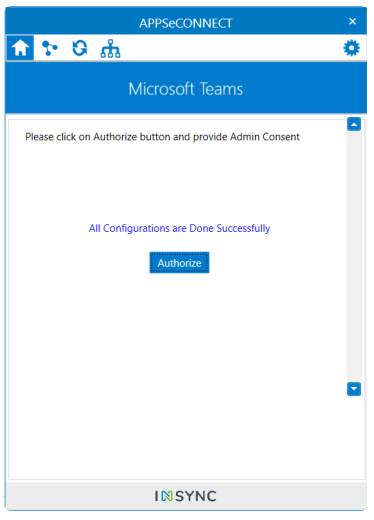 APPSeCONNECT
Microsoft Teams
Please click on Authorize button and provide Admin Consent
All Configurations are Done Successfully
Authorize
INSYNC